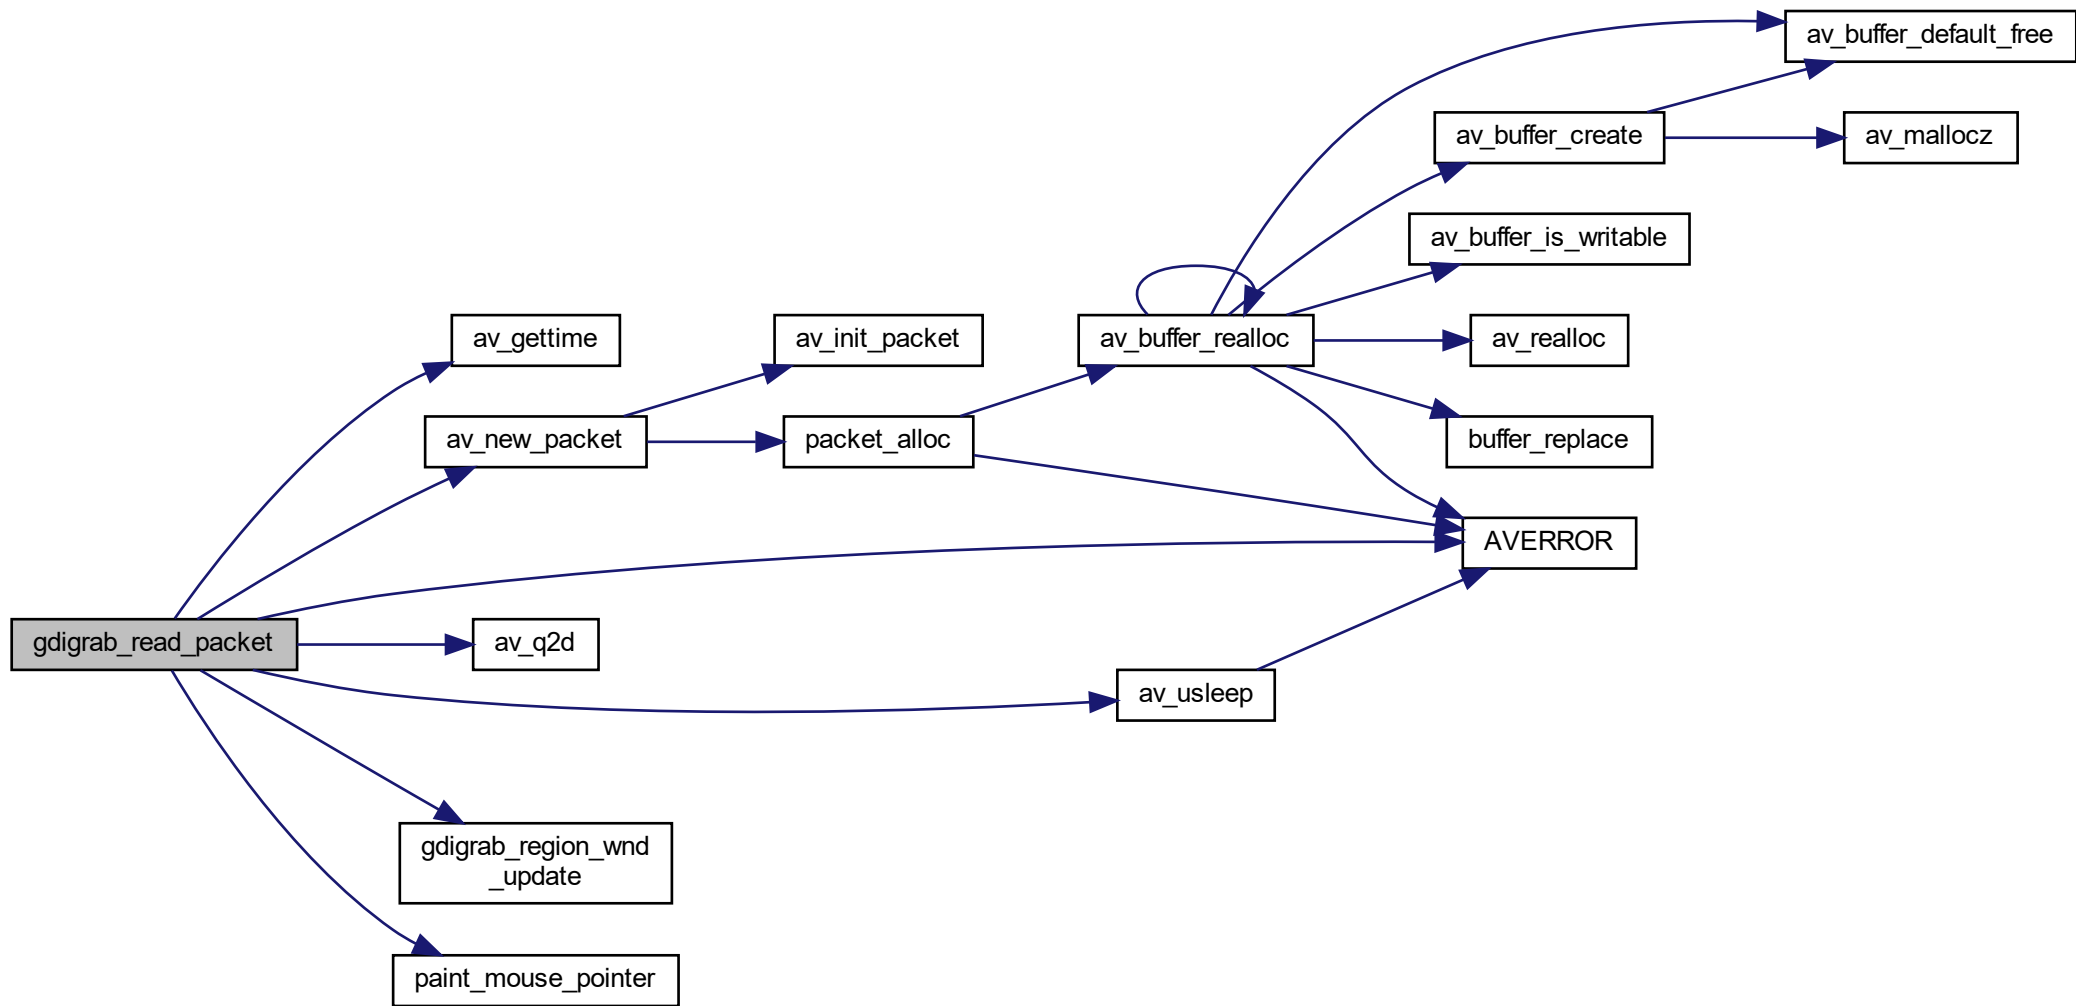 av_buffer_default_free
av_buffer_create
av_mallocz
av_buffer_is_writable
av_gettime
av_init_packet
av_buffer_realloc
av_realloc
av_new_packet
packet_alloc
buffer_replace
AVERROR
gdigrab_read_packet
av_q2d
av_usleep
gdigrab_region_wnd
_update
paint_mouse_pointer